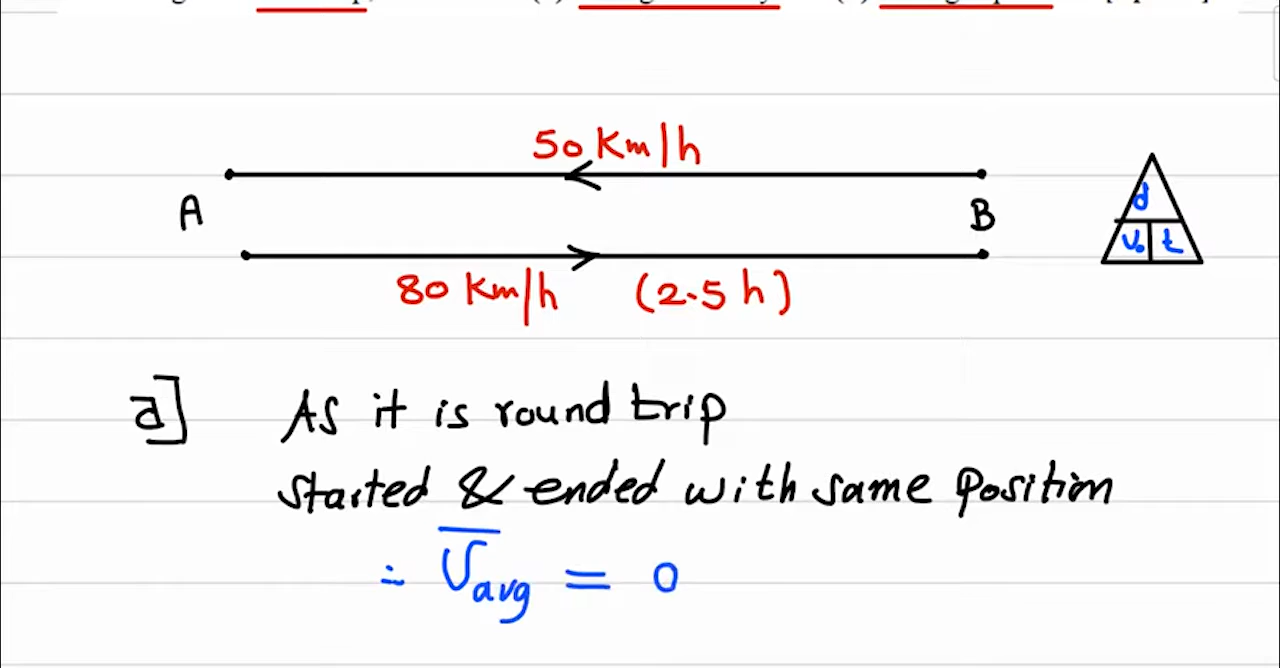 50 Km/h
A
B
d
V. t
80 Km/h (2.5 h)
a]
As it is round trip
started & ended with same position
∴ V̅avg = 0